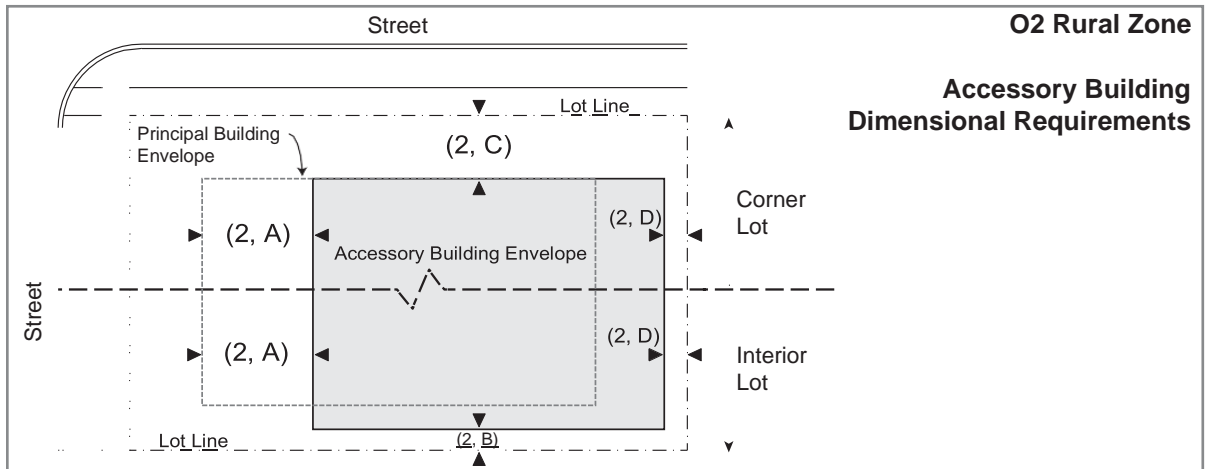 Street
O2 Rural Zone
Accessory Building
Dimensional Requirements
Lot Line
Principal Building
Envelope
(2, C)
Corner
Lot
(2, A)
(2, D)
Accessory Building Envelope
Street
(2, A)
(2, D)
Interior
Lot
Lot Line
(2, B)